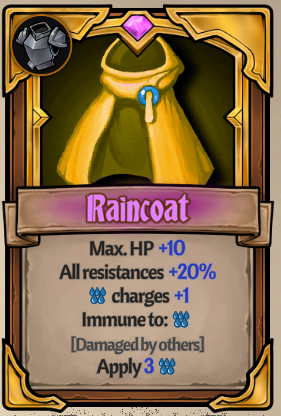 Raincoat
Max. HP +10
All resistances +20%
charges +1
Immune to:
[Damaged by others]
Apply 3